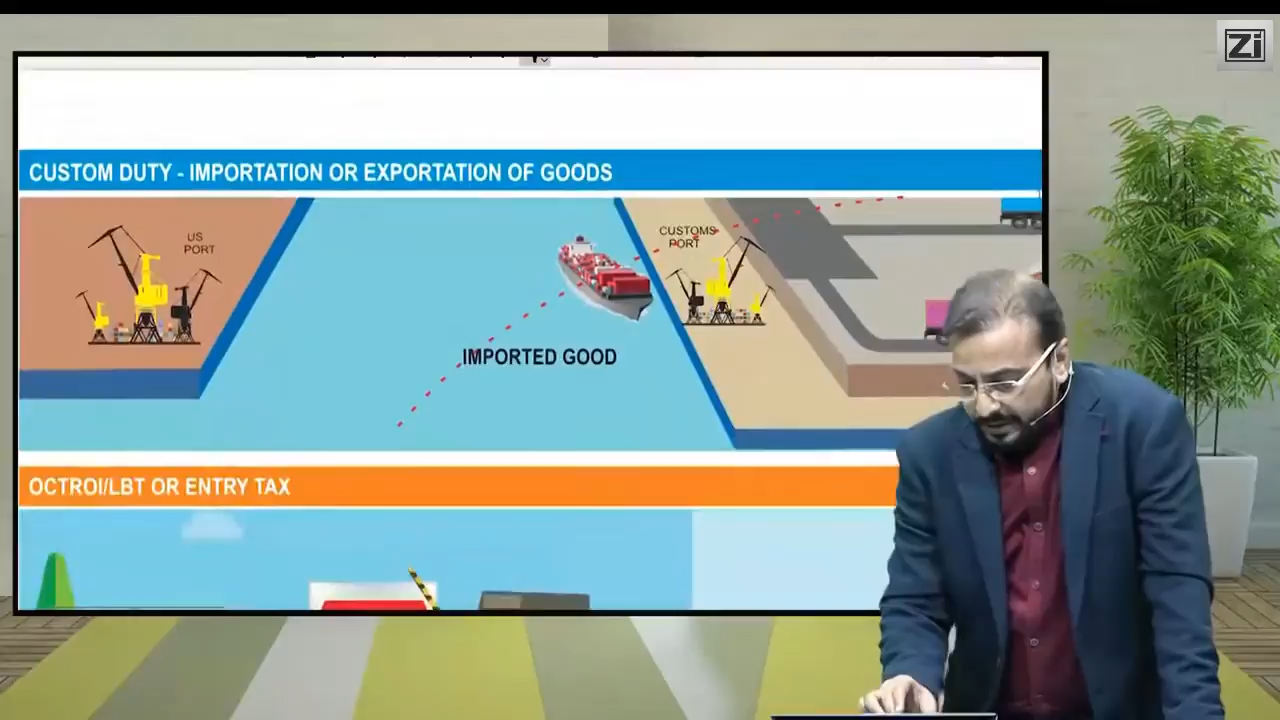 Zi
CUSTOM DUTY - IMPORTATION OR EXPORTATION OF GOODS
US
PORT
CUSTOMS
PORT
IMPORTED GOOD
OCTROI/LBT OR ENTRY TAX